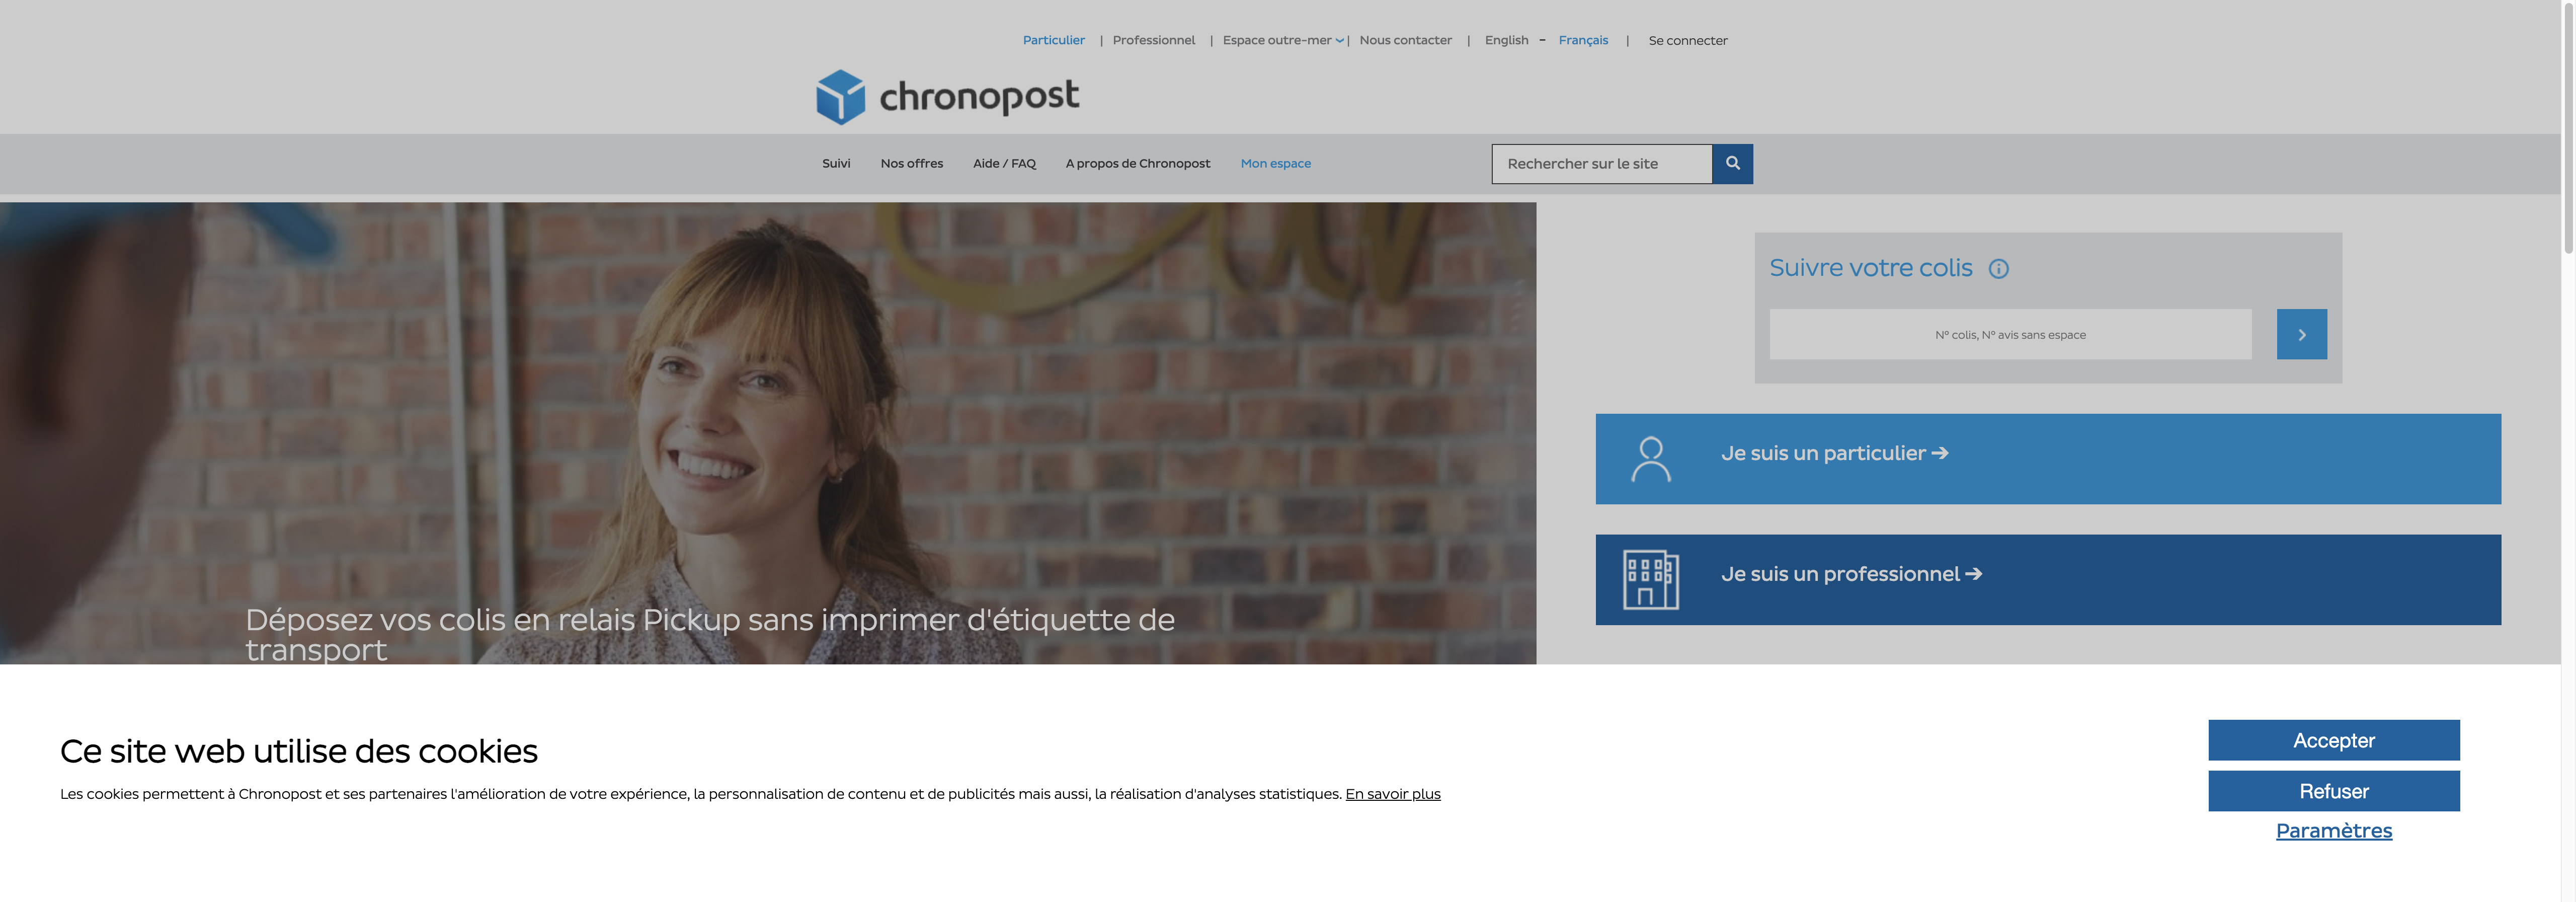 Particulier | Professionnel | Espace outre-mer | Nous contacter | English - Français | Se connecter
chronopost
Suivi Nos offres Aide / FAQ A propos de Chronopost Mon espace Rechercher sur le site
Suivre votre colis
N° colis, N° avis sans espace
Je suis un particulier →
Je suis un professionnel →
Déposez vos colis en relais Pickup sans imprimer d'étiquette de
transport
Ce site web utilise des cookies
Les cookies permettent à Chronopost et ses partenaires l'amélioration de votre expérience, la personnalisation de contenu et de publicités mais aussi, la réalisation d'analyses statistiques. En savoir plus
Accepter
Refuser
Paramètres